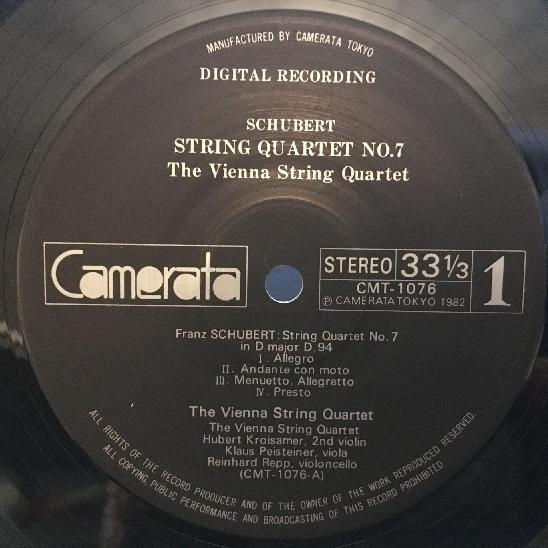 MANUFACTURED BY CAMERATA TOKYO
DIGITAL RECORDING
SCHUBERT
STRING QUARTET NO.7
The Vienna String Quartet
Camerata
STEREO 33 1/3 1
CMT-1076
Ⓟ CAMERATA TOKYO 1982
Franz SCHUBERT: String Quartet No. 7
in D major D. 94
I. Allegro
II. Andante con moto
III. Menuetto, Allegretto
IV. Presto
The Vienna String Quartet
The Vienna String Quartet
Hubert Kroisamer, 2nd violin
Klaus Peisteiner, viola
Reinhard Repp, violoncello
(CMT-1076-A)
ALL RIGHTS OF THE RECORD PRODUCER AND OF THE OWNER OF THE WORK REPRODUCED RESERVED.
ALL COPYING PUBLIC PERFORMANCE AND BROADCASTING OF THIS RECORD PROHIBITED